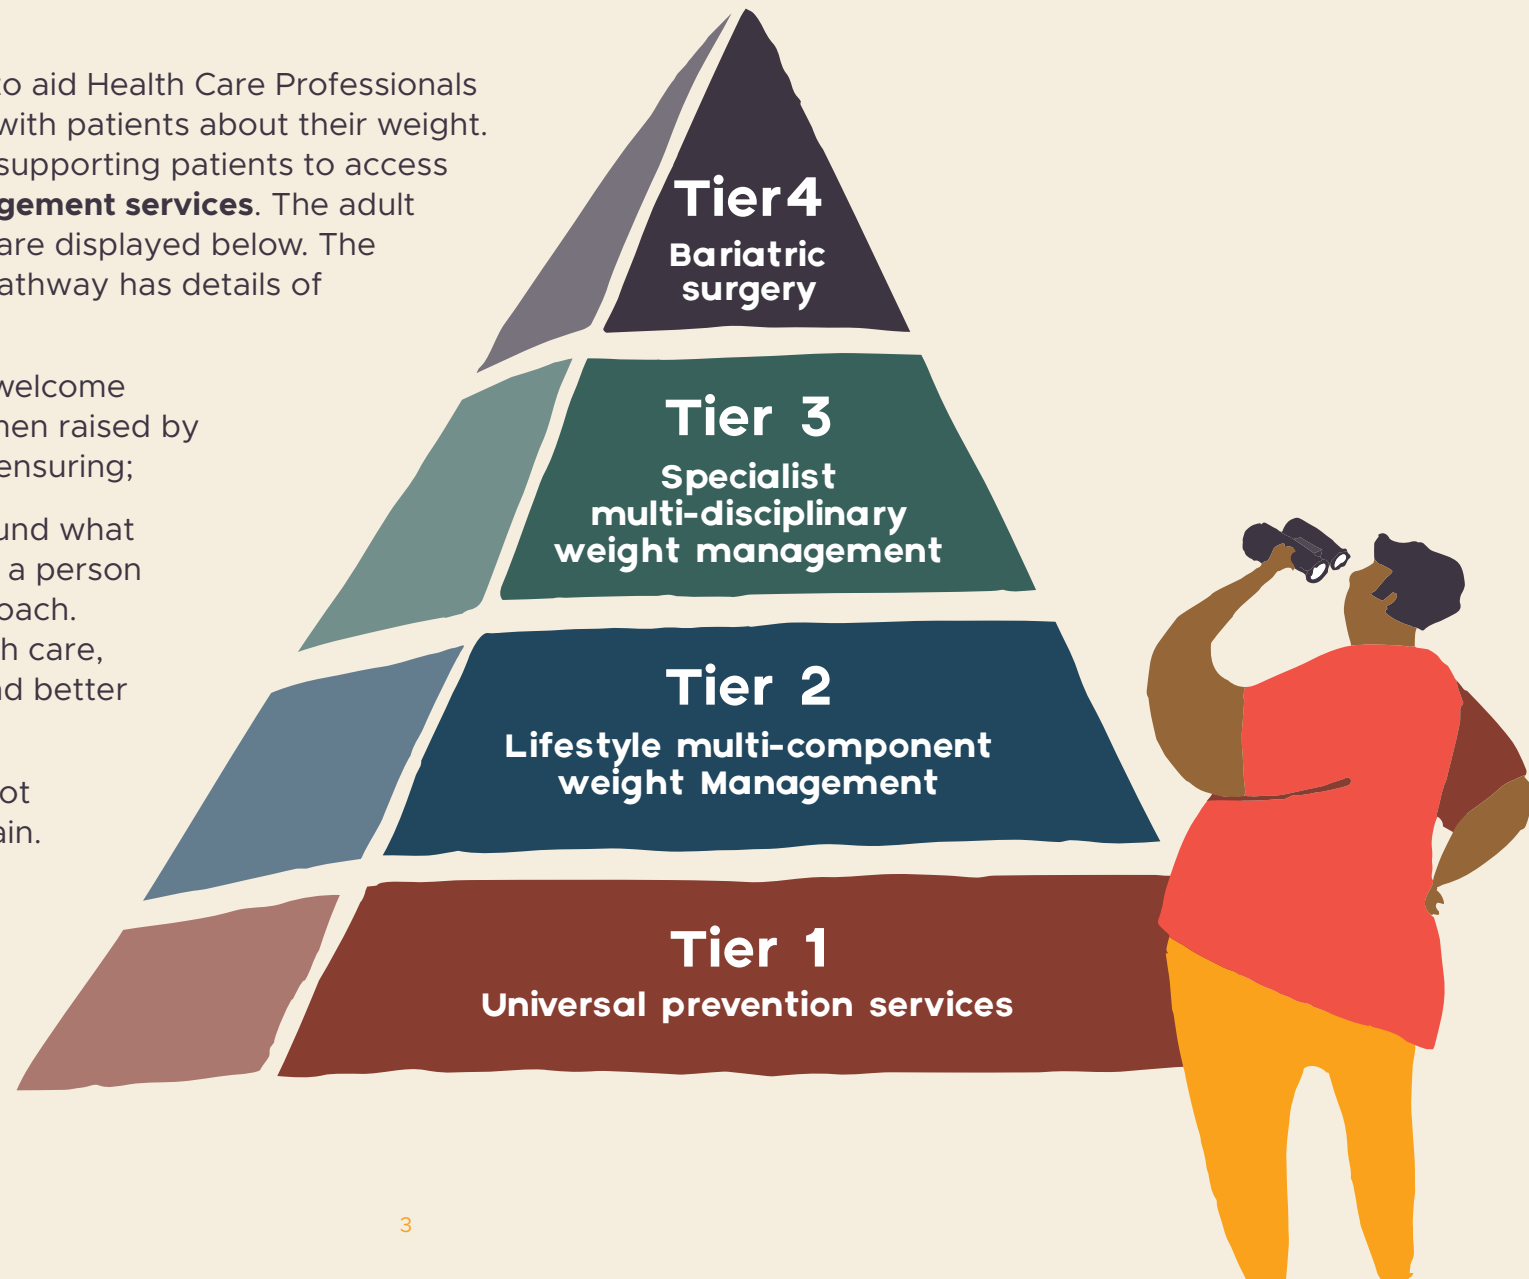 to aid Health Care Professionals
with patients about their weight.
supporting patients to access
gement services. The adult
are displayed below. The
athway has details of
welcome
hen raised by
ensuring;
und what
a person
oach.
h care,
nd better
ot
ain.
Tier4
Bariatric
surgery
Tier 3
Specialist
multi-disciplinary
weight management
Tier 2
Lifestyle multi-component
weight Management
Tier 1
Universal prevention services
3